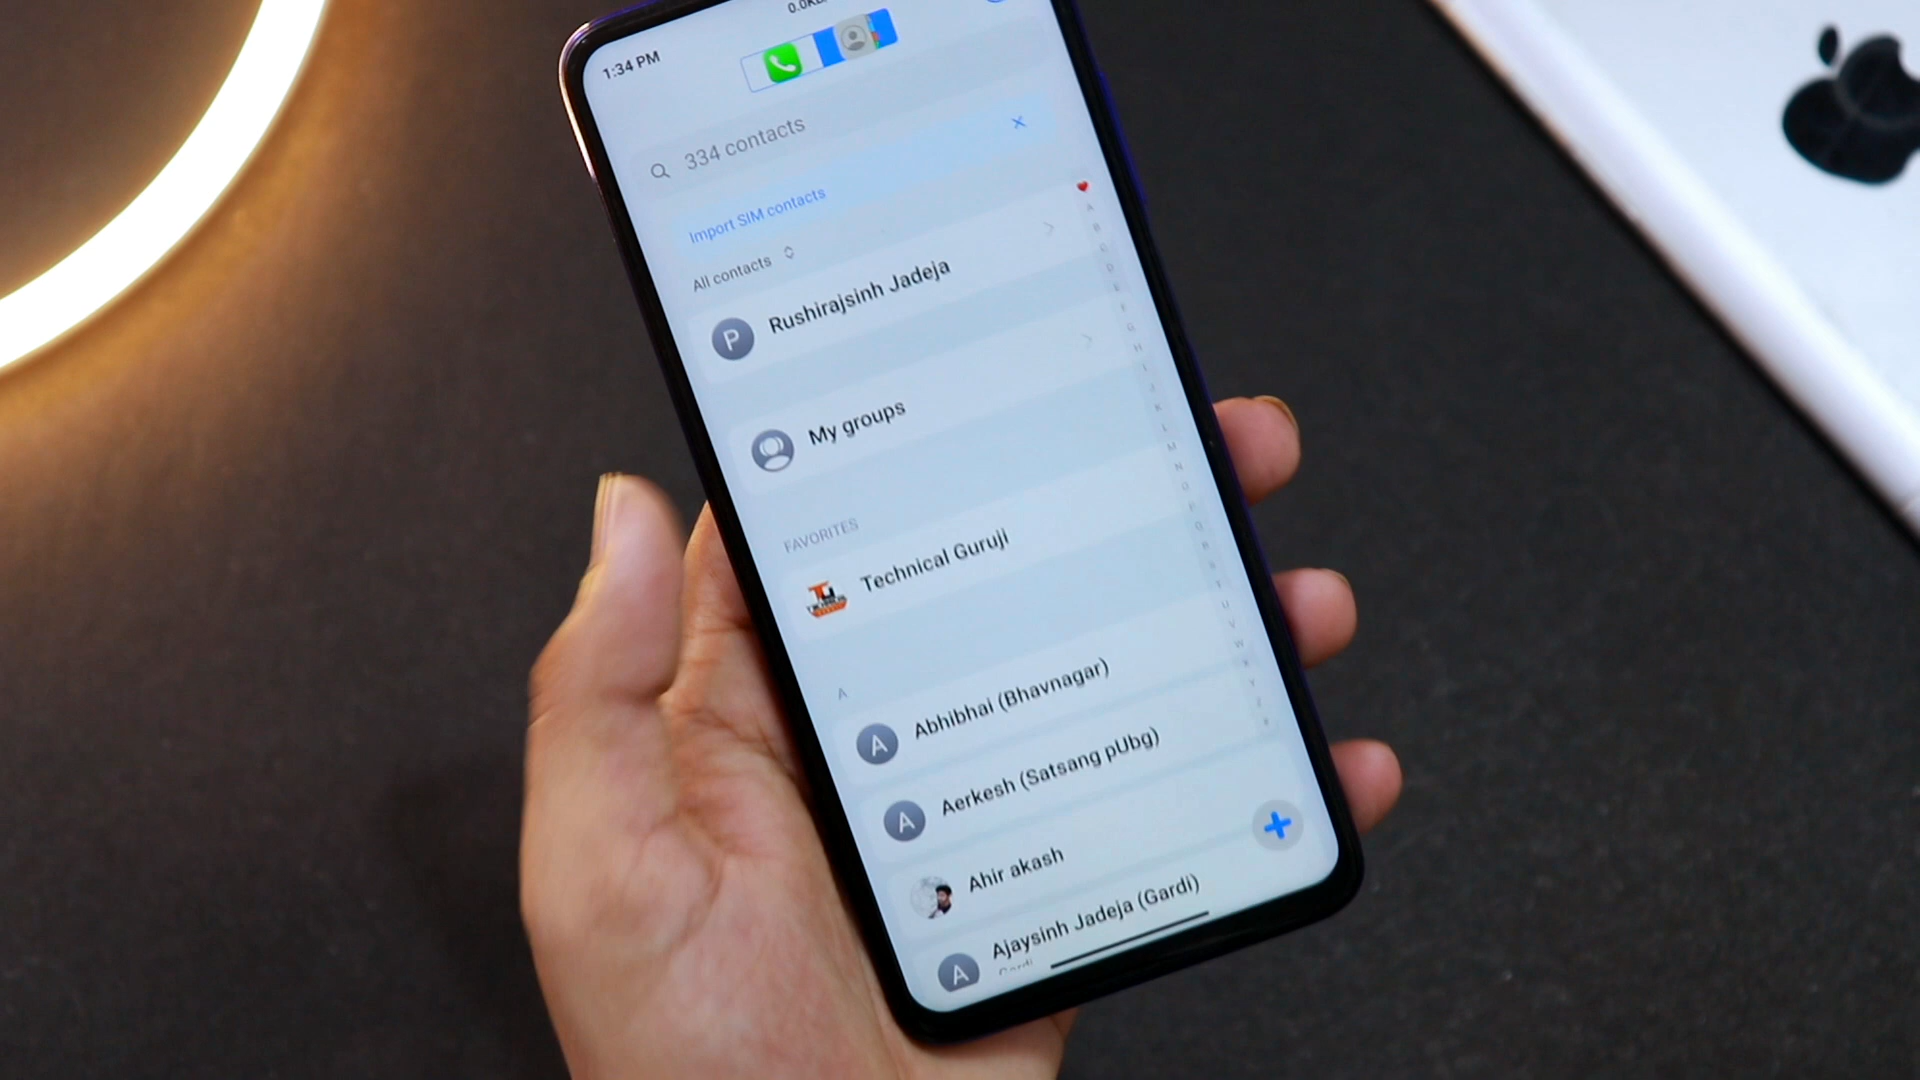 1:34 PM
334 contacts
Import SIM contacts
All contacts
P
Rushirajsinh Jadeja
My groups
FAVORITES
Technical Guruji
A
A
Abhibhai (Bhavnagar)
A
Aerkesh (Satsang pUbg)
Ahir akash
A
Ajaysinh Jadeja (Gardi)